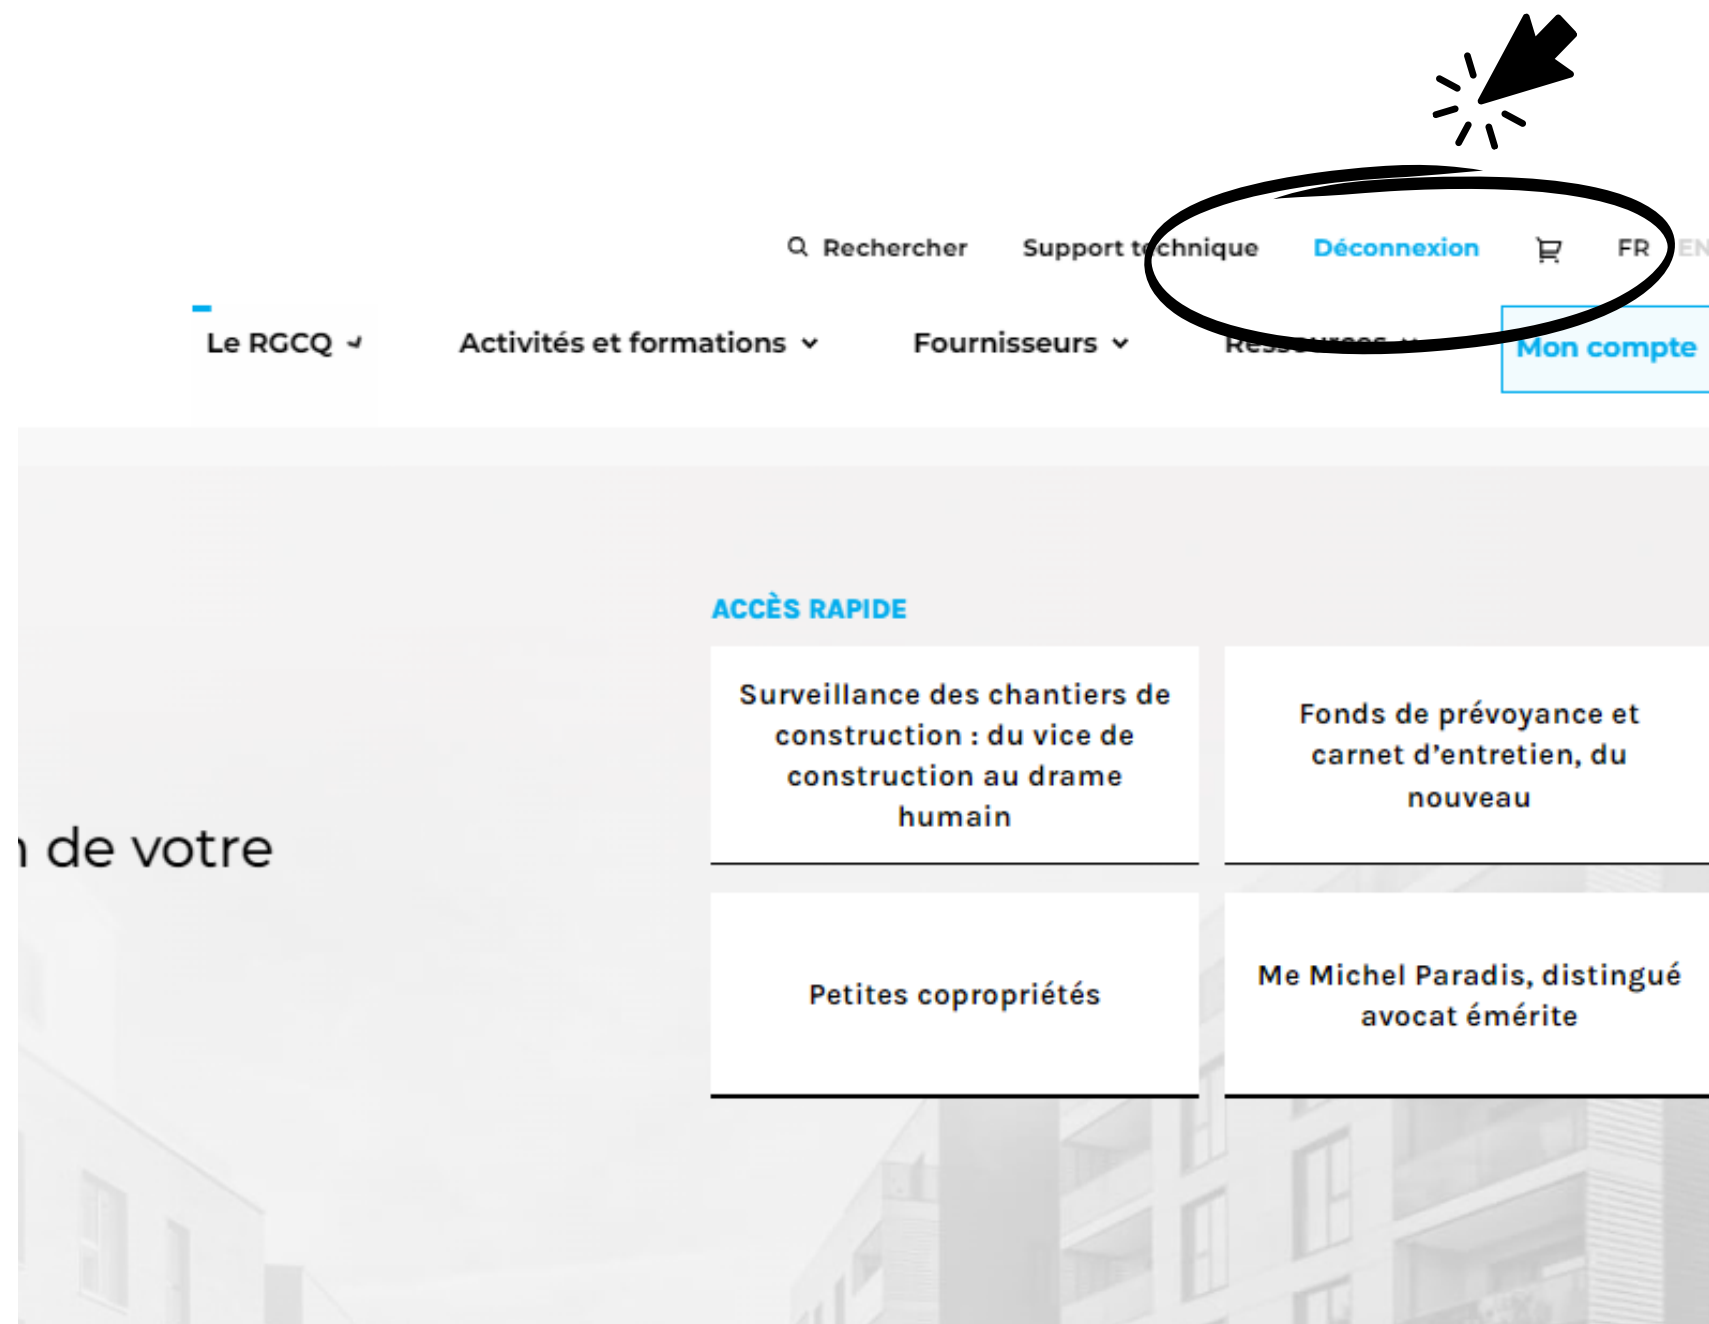 Rechercher Support technique Déconnexion FR EN
Le RGCQ Activités et formations Fournisseurs Ressources Mon compte
ACCÈS RAPIDE
Surveillance des chantiers de
construction : du vice de
construction au drame
humain
Fonds de prévoyance et
carnet d'entretien, du
nouveau
de votre
Petites copropriétés
Me Michel Paradis, distingué
avocat émérite